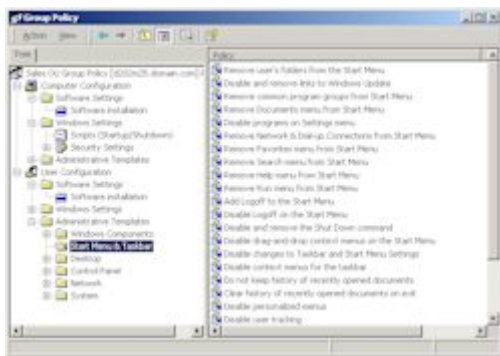 Group Policy
Action View
Tree
Policy
Sales OU Group Policy
Computer Configuration
Software Settings
Software installation
Windows Settings
Scripts (Startup/Shutdown)
Security Settings
Administrative Templates
User Configuration
Software Settings
Software installation
Windows Settings
Administrative Templates
Windows Components
Start Menu & Taskbar
Desktop
Control Panel
Network
System
Remove user's folders from the Start Menu
Disable and remove links to Windows Update
Remove common program groups from Start Menu
Remove Documents menu from Start Menu
Disable programs on Settings menu
Remove Network & Dial-up Connections from Start Menu
Remove Favorites menu from Start Menu
Remove Search menu from Start Menu
Remove Help menu from Start Menu
Remove Run menu from Start Menu
Add Logoff to the Start Menu
Disable Logoff on the Start Menu
Disable and remove the Shut Down command
Disable drag-and-drop context menus on the Start Menu
Disable changes to Taskbar and Start Menu Settings
Disable context menus for the taskbar
Do not keep history of recently opened documents
Clear history of recently opened documents on exit
Disable personalized menus
Disable user tracking